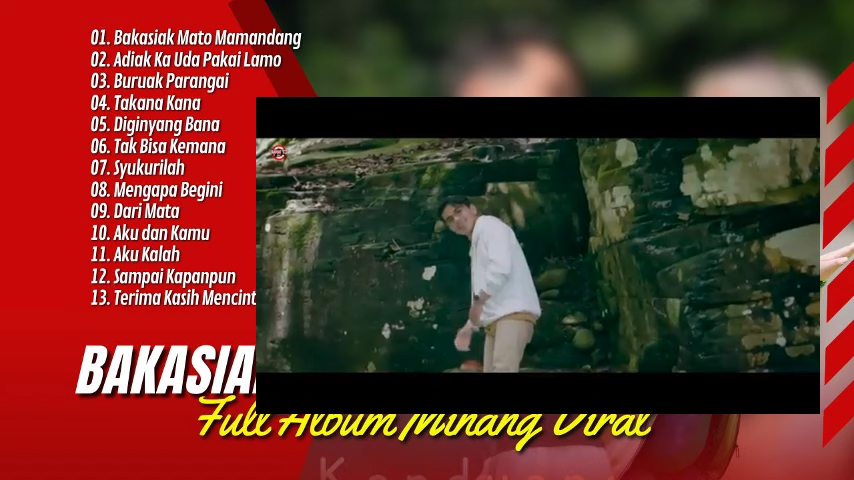 01. Bakasiak Mato Mamandang
02. Adiak Ka Uda Pakai Lamo
03. Buruak Parangai
04. Takana Kana
05. Diginyang Bana
06. Tak Bisa Kemana
07. Syukurilah
08. Mengapa Begini
09. Dari Mata
10. Aku dan Kamu
11. Aku Kalah
12. Sampai Kapanpun
13. Terima Kasih Mencint
BAKASIA
Full Album Minang Viral